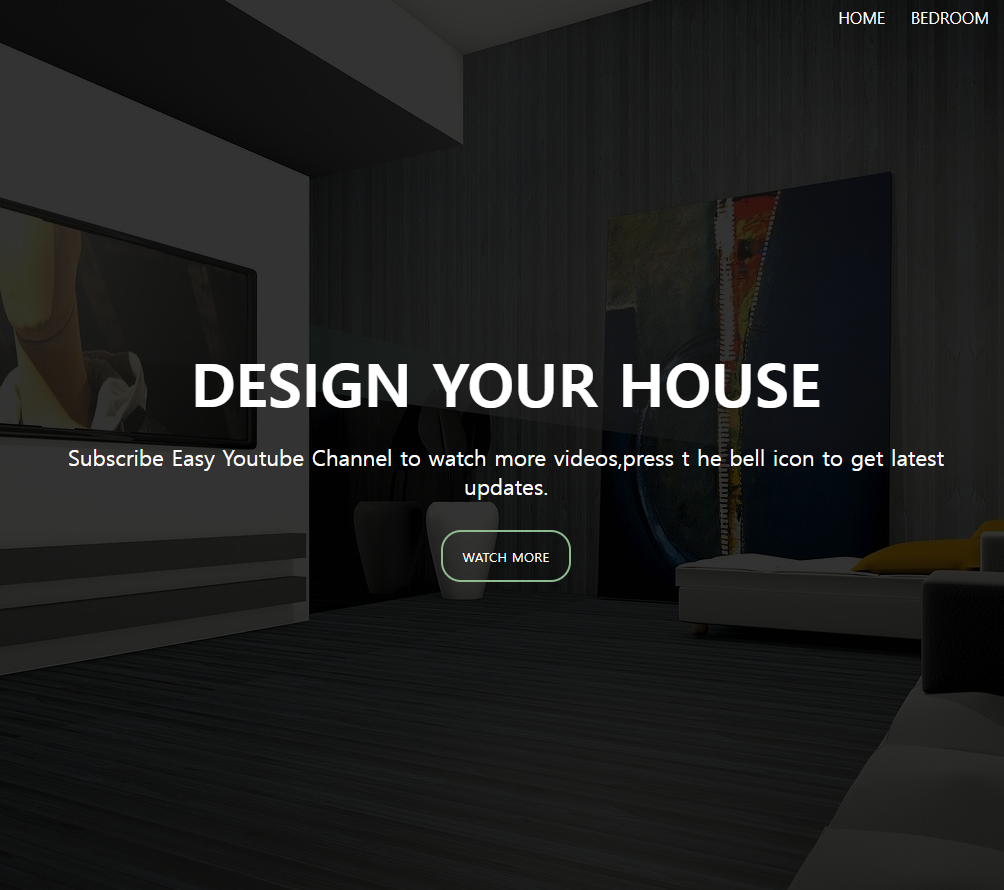 HOME BEDROOM
DESIGN YOUR HOUSE
Subscribe Easy Youtube Channel to watch more videos,press t he bell icon to get latest
updates.
WATCH MORE